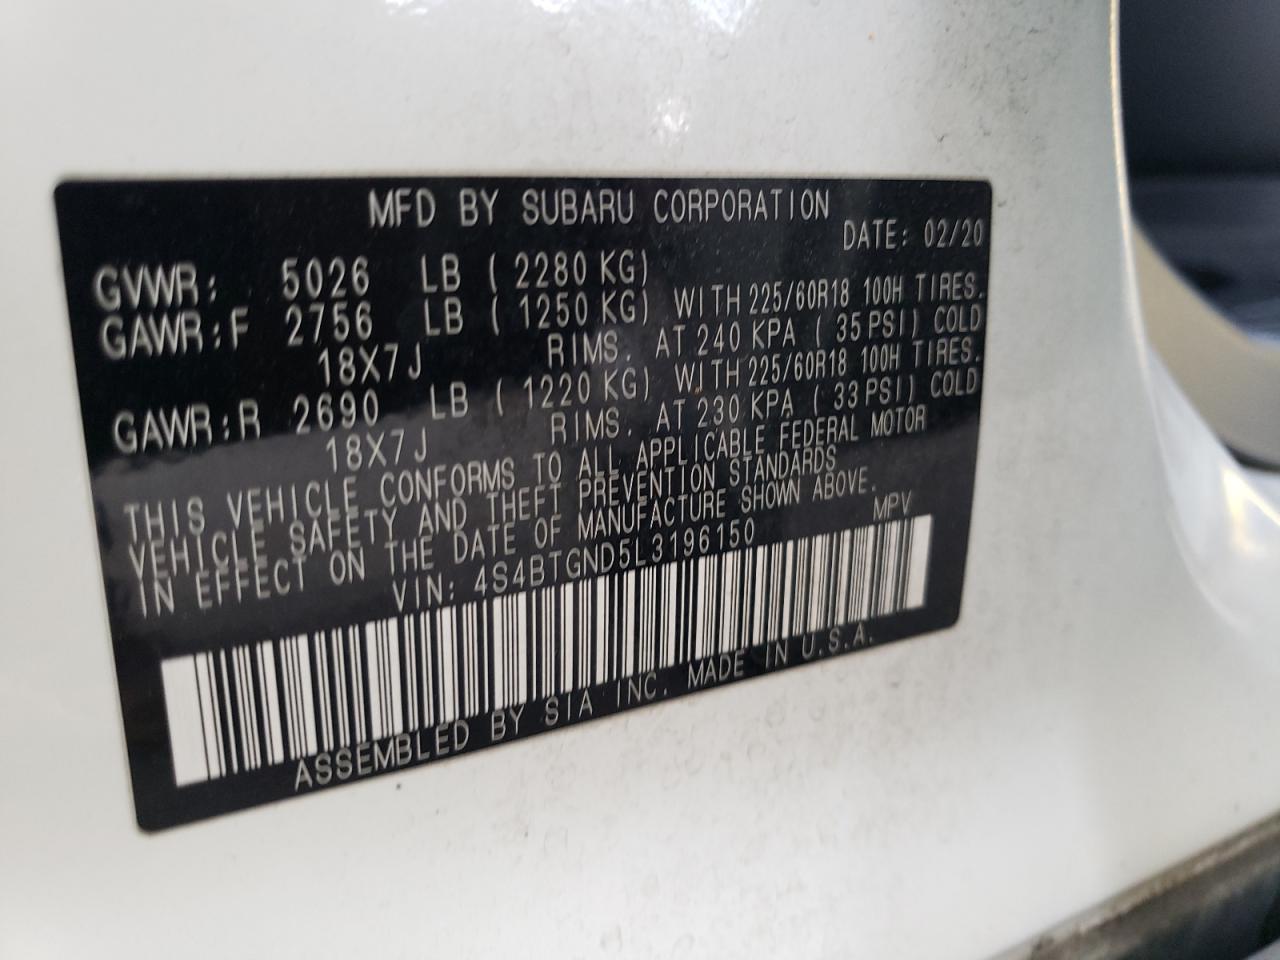 MFD BY SUBARU CORPORATION
DATE: 02/20
GVWR: 5026 LB (2280 KG)
GAWR:F 2756 LB (1250 KG) WITH 225/60R18 100H TIRES.
18X7J RIMS. AT 240 KPA (35 PSI) COLD
GAWR:R 2690 LB (1220 KG) WITH 225/60R18 100H TIRES.
18X7J RIMS. AT 230 KPA (33 PSI) COLD
THIS VEHICLE CONFORMS TO ALL APPLICABLE FEDERAL MOTOR
VEHICLE SAFETY AND THEFT PREVENTION STANDARDS
IN EFFECT ON THE DATE OF MANUFACTURE SHOWN ABOVE.
VIN: 4S4BTGND5L3196150 MPV
ASSEMBLED BY SIA INC. MADE IN U.S.A.